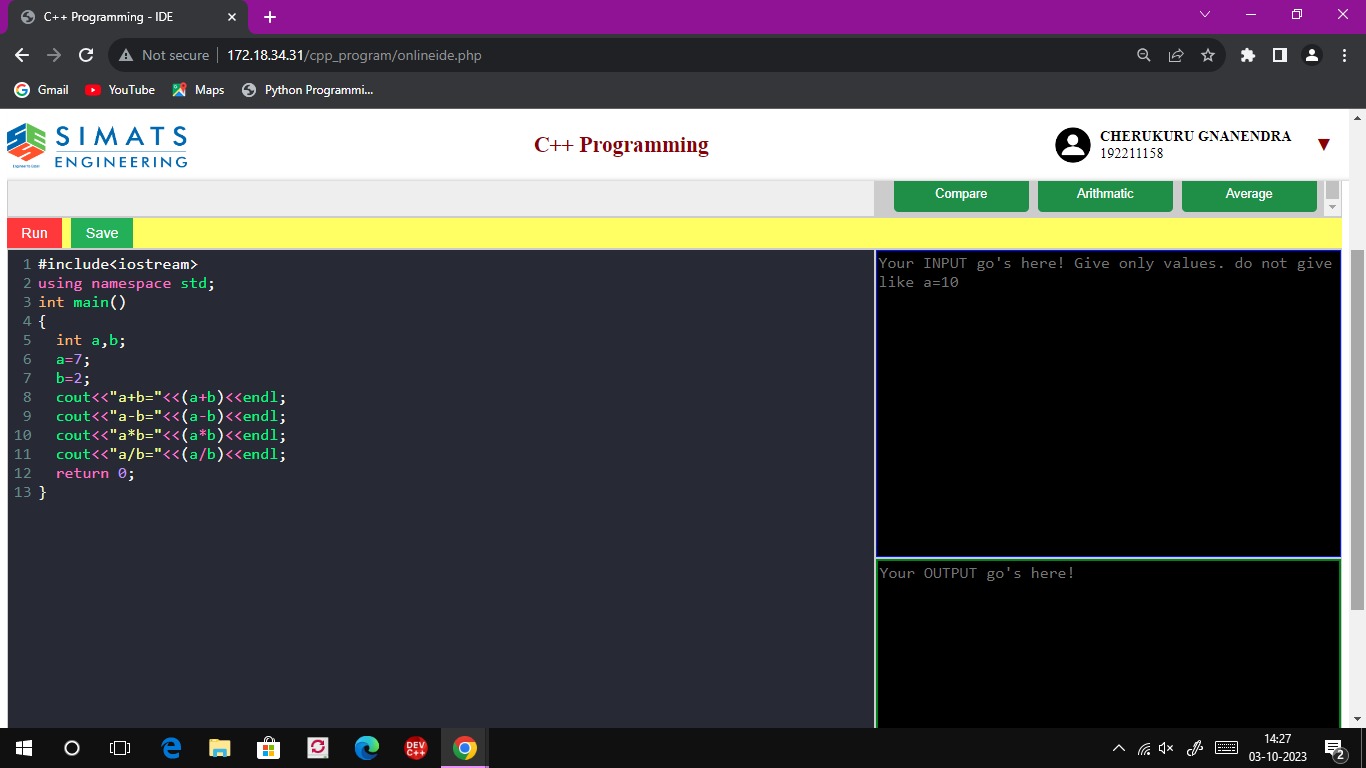 C++ Programming - IDE
Not secure 172.18.34.31/cpp_program/onlineide.php
Gmail YouTube Maps Python Programmi...
SIMATS
ENGINEERING
C++ Programming
CHERUKURU GNANENDRA
192211158
Compare Arithmatic Average
Run Save
1 #include<iostream>
2 using namespace std;
3 int main()
4 {
5 int a,b;
6 a=7;
7 b=2;
8 cout<<"a+b="<<(a+b)<<endl;
9 cout<<"a-b="<<(a-b)<<endl;
10 cout<<"a*b="<<(a*b)<<endl;
11 cout<<"a/b="<<(a/b)<<endl;
12 return 0;
13 }
Your INPUT go's here! Give only values. do not give
like a=10
Your OUTPUT go's here!
DEV
C++
14:27
03-10-2023
2